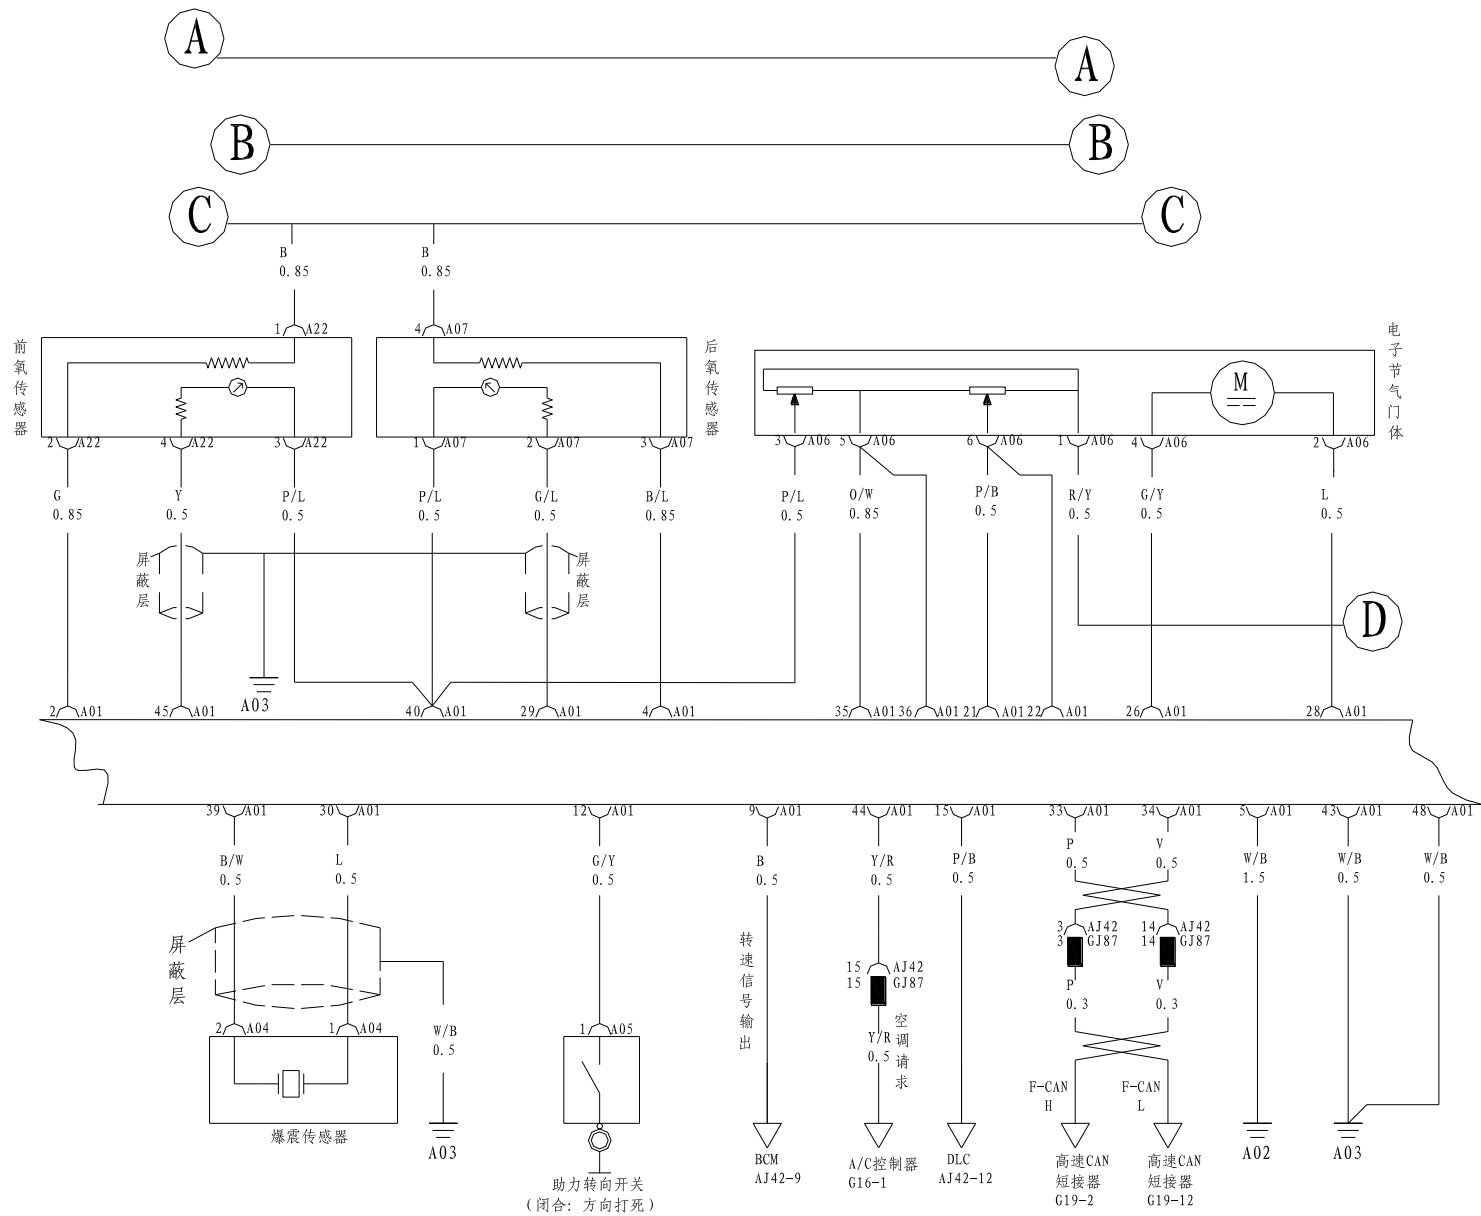 A
A
B
B
C
C
B
0.85
B
0.85
1 A22
4 A07
前氧传感器
后氧传感器
电子节气门体
M
2 A22
4 A22
3 A22
1 A07
2 A07
3 A07
3 A06
5 A06
6 A06
1 A06
4 A06
2 A06
G
0.85
Y
0.5
P/L
0.5
P/L
0.5
G/L
0.5
B/L
0.85
P/L
0.5
O/W
0.85
P/B
0.5
R/Y
0.5
G/Y
0.5
L
0.5
屏蔽层
屏蔽层
D
A03
2 A01
45 A01
40 A01
29 A01
4 A01
35 A01
36 A01
21 A01
22 A01
26 A01
28 A01
39 A01
30 A01
12 A01
9 A01
44 A01
15 A01
33 A01
34 A01
5 A01
43 A01
48 A01
B/W
0.5
L
0.5
G/Y
0.5
B
0.5
Y/R
0.5
P/B
0.5
P
0.5
V
0.5
W/B
1.5
W/B
0.5
W/B
0.5
屏蔽层
转速信号输出
3 AJ42
3 GJ87
14 AJ42
14 GJ87
15 AJ42
15 GJ87
P
0.3
V
0.3
2 A04
1 A04
W/B
0.5
1 A05
Y/R
0.5
空调请求
F-CAN
H
F-CAN
L
爆震传感器
A03
助力转向开关
(闭合：方向打死)
BCM
AJ42-9
A/C控制器
G16-1
DLC
AJ42-12
高速CAN
短接器
G19-2
高速CAN
短接器
G19-12
A02
A03